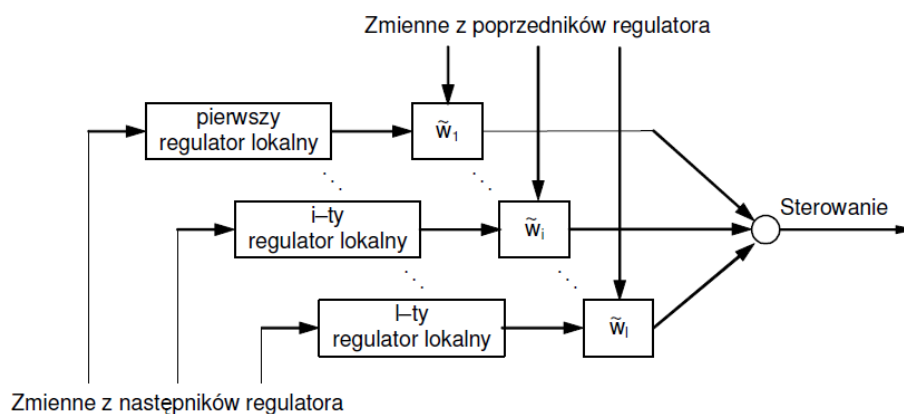 Zmienne z poprzedników regulatora
pierwszy
regulator lokalny
w̃₁
i–ty
regulator lokalny
w̃ᵢ
Sterowanie
l–ty
regulator lokalny
w̃ₗ
Zmienne z następników regulatora